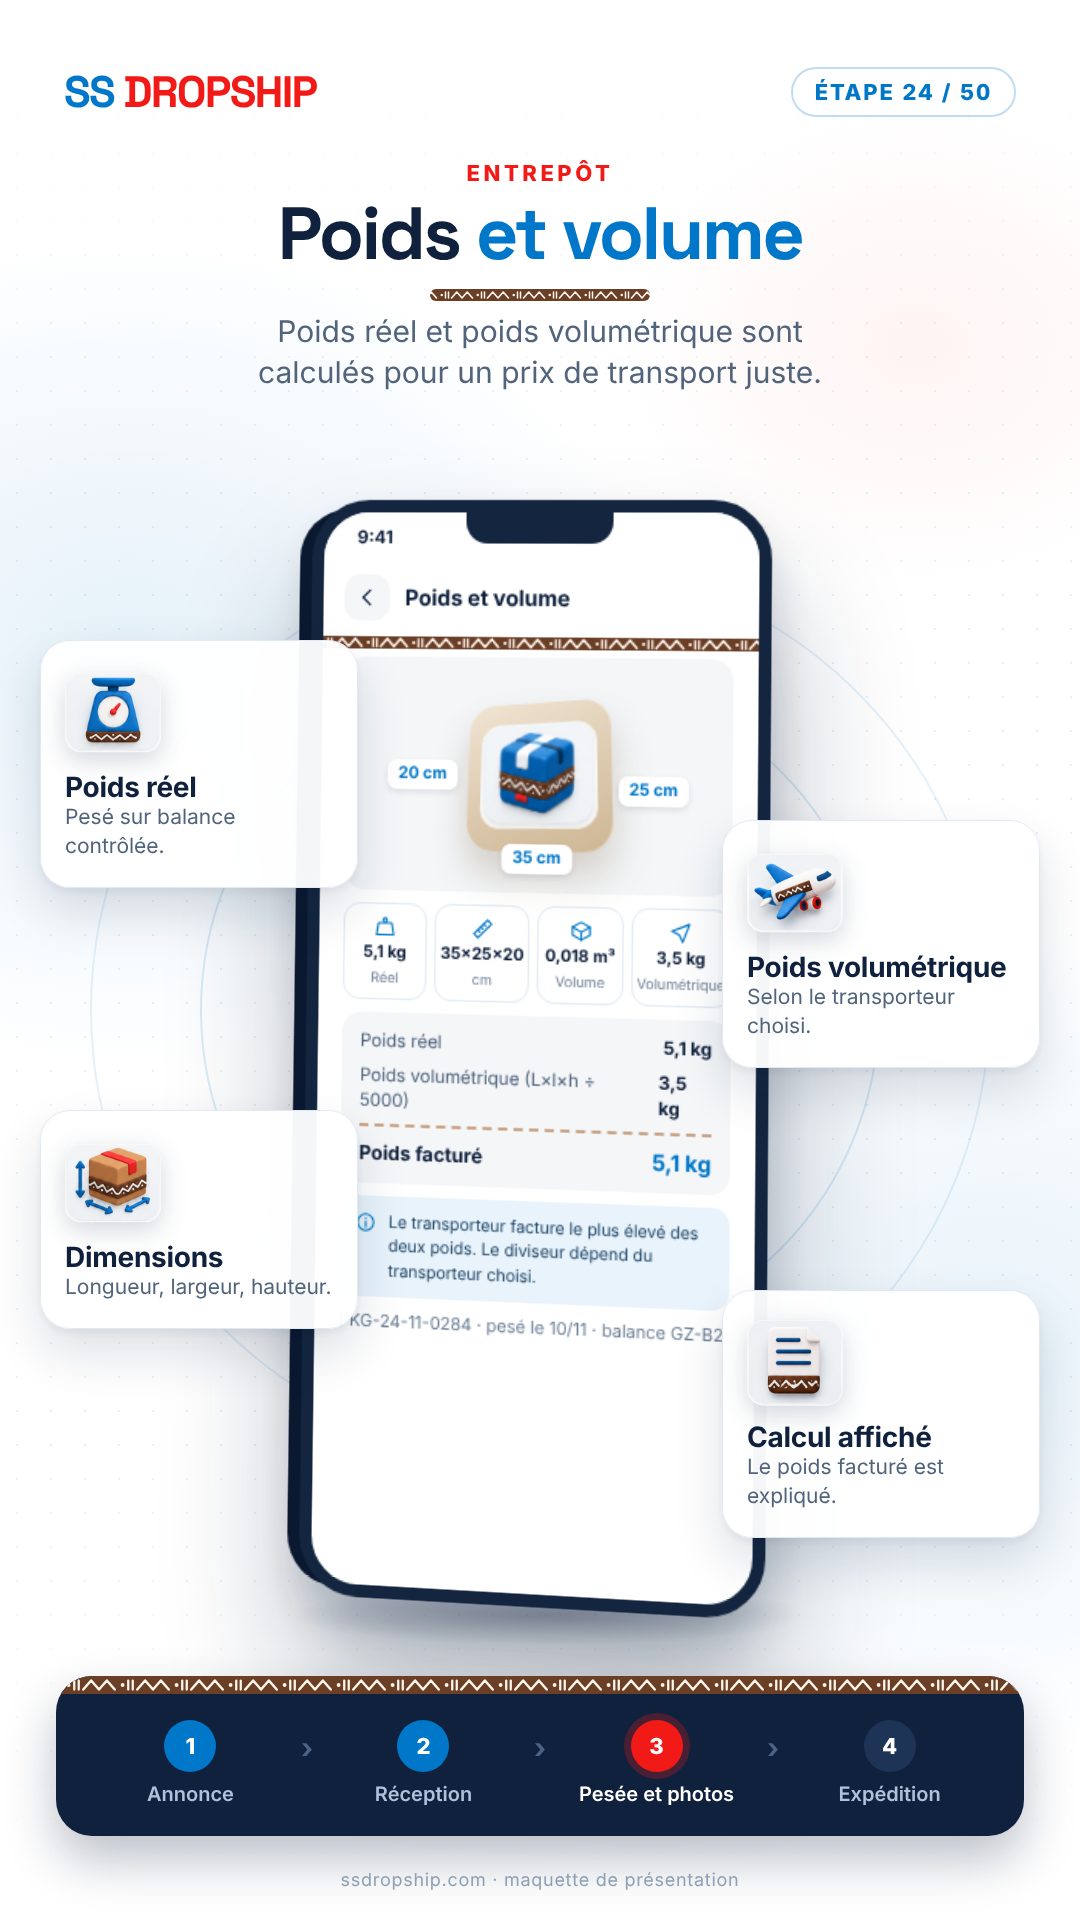 SS DROPSHIP
ÉTAPE 24 / 50
ENTREPÔT
Poids et volume
Poids réel et poids volumétrique sont
calculés pour un prix de transport juste.
9:41
Poids et volume
20 cm
25 cm
35 cm
5,1 kg
Réel
35×25×20
cm
0,018 m³
Volume
3,5 kg
Volumétrique
Poids réel
5,1 kg
Poids volumétrique (L×l×h ÷
5000)
3,5
kg
Poids facturé
5,1 kg
Le transporteur facture le plus élevé des
deux poids. Le diviseur dépend du
transporteur choisi.
KG-24-11-0284 · pesé le 10/11 · balance GZ-B2
Poids réel
Pesé sur balance
contrôlée.
Poids volumétrique
Selon le transporteur
choisi.
Dimensions
Longueur, largeur, hauteur.
Calcul affiché
Le poids facturé est
expliqué.
1
Annonce
›
2
Réception
›
3
Pesée et photos
›
4
Expédition
ssdropship.com · maquette de présentation